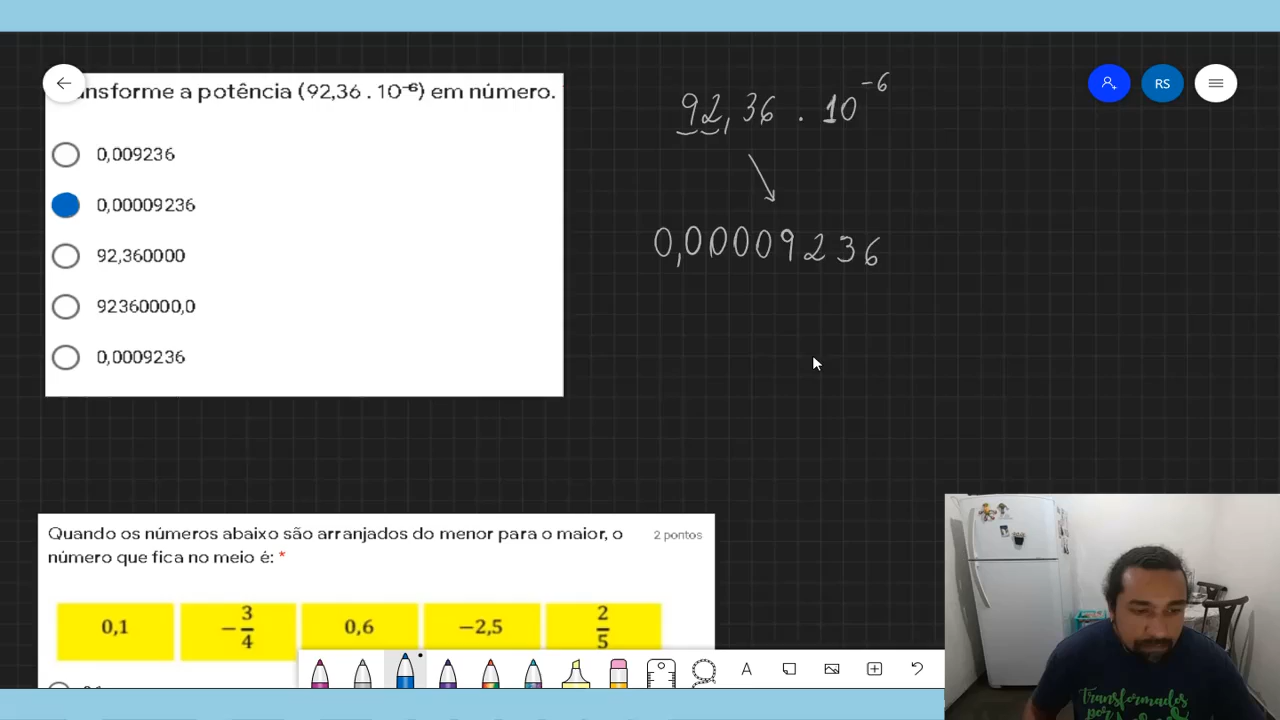 nsforme a potência (92,36 . 10⁻⁶) em número.
0,009236
0,00009236
92,360000
92360000,0
0,0009236
92,36 . 10⁻⁶
0,00009236
RS
Quando os números abaixo são arranjados do menor para o maior, o
número que fica no meio é: *
2 pontos
0,1 −3/4 0,6 −2,5 2/5
A
Transformados
por